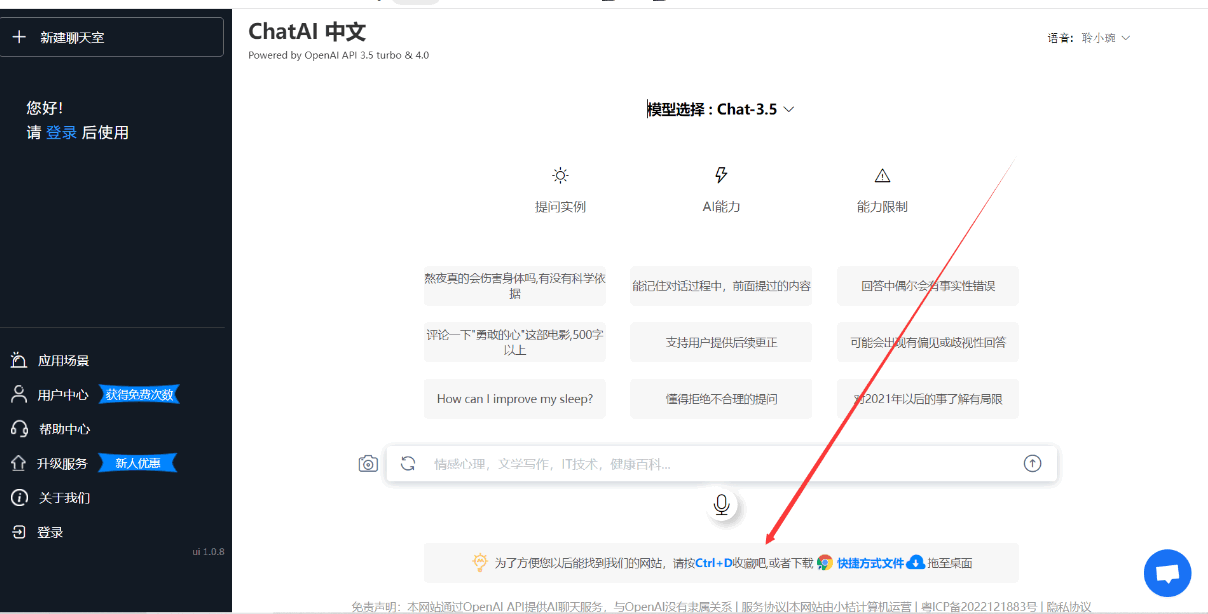 新建聊天室
您好!
请 登录 后使用
应用场景
用户中心 获得免费次数
帮助中心
升级服务 新人优惠
关于我们
登录
ui 1.0.8
ChatAI 中文
Powered by OpenAI API 3.5 turbo & 4.0
语音: 聆小琬
模型选择 : Chat-3.5
提问实例
AI能力
能力限制
熬夜真的会伤害身体吗,有没有科学依
据
能记住对话过程中，前面提过的内容
回答中偶尔会有事实性错误
评论一下"勇敢的心"这部电影,500字
以上
支持用户提供后续更正
可能会出现有偏见或歧视性回答
How can I improve my sleep?
懂得拒绝不合理的提问
对2021年以后的事了解有局限
情感心理，文学写作，IT技术，健康百科...
为了方便您以后能找到我们的网站，请按Ctrl+D收藏吧,或者下载 快捷方式文件 拖至桌面
免责声明：本网站通过OpenAI API提供AI聊天服务，与OpenAI没有隶属关系 | 服务协议|本网站由小桔计算机运营 | 粤ICP备2022121883号 | 隐私协议